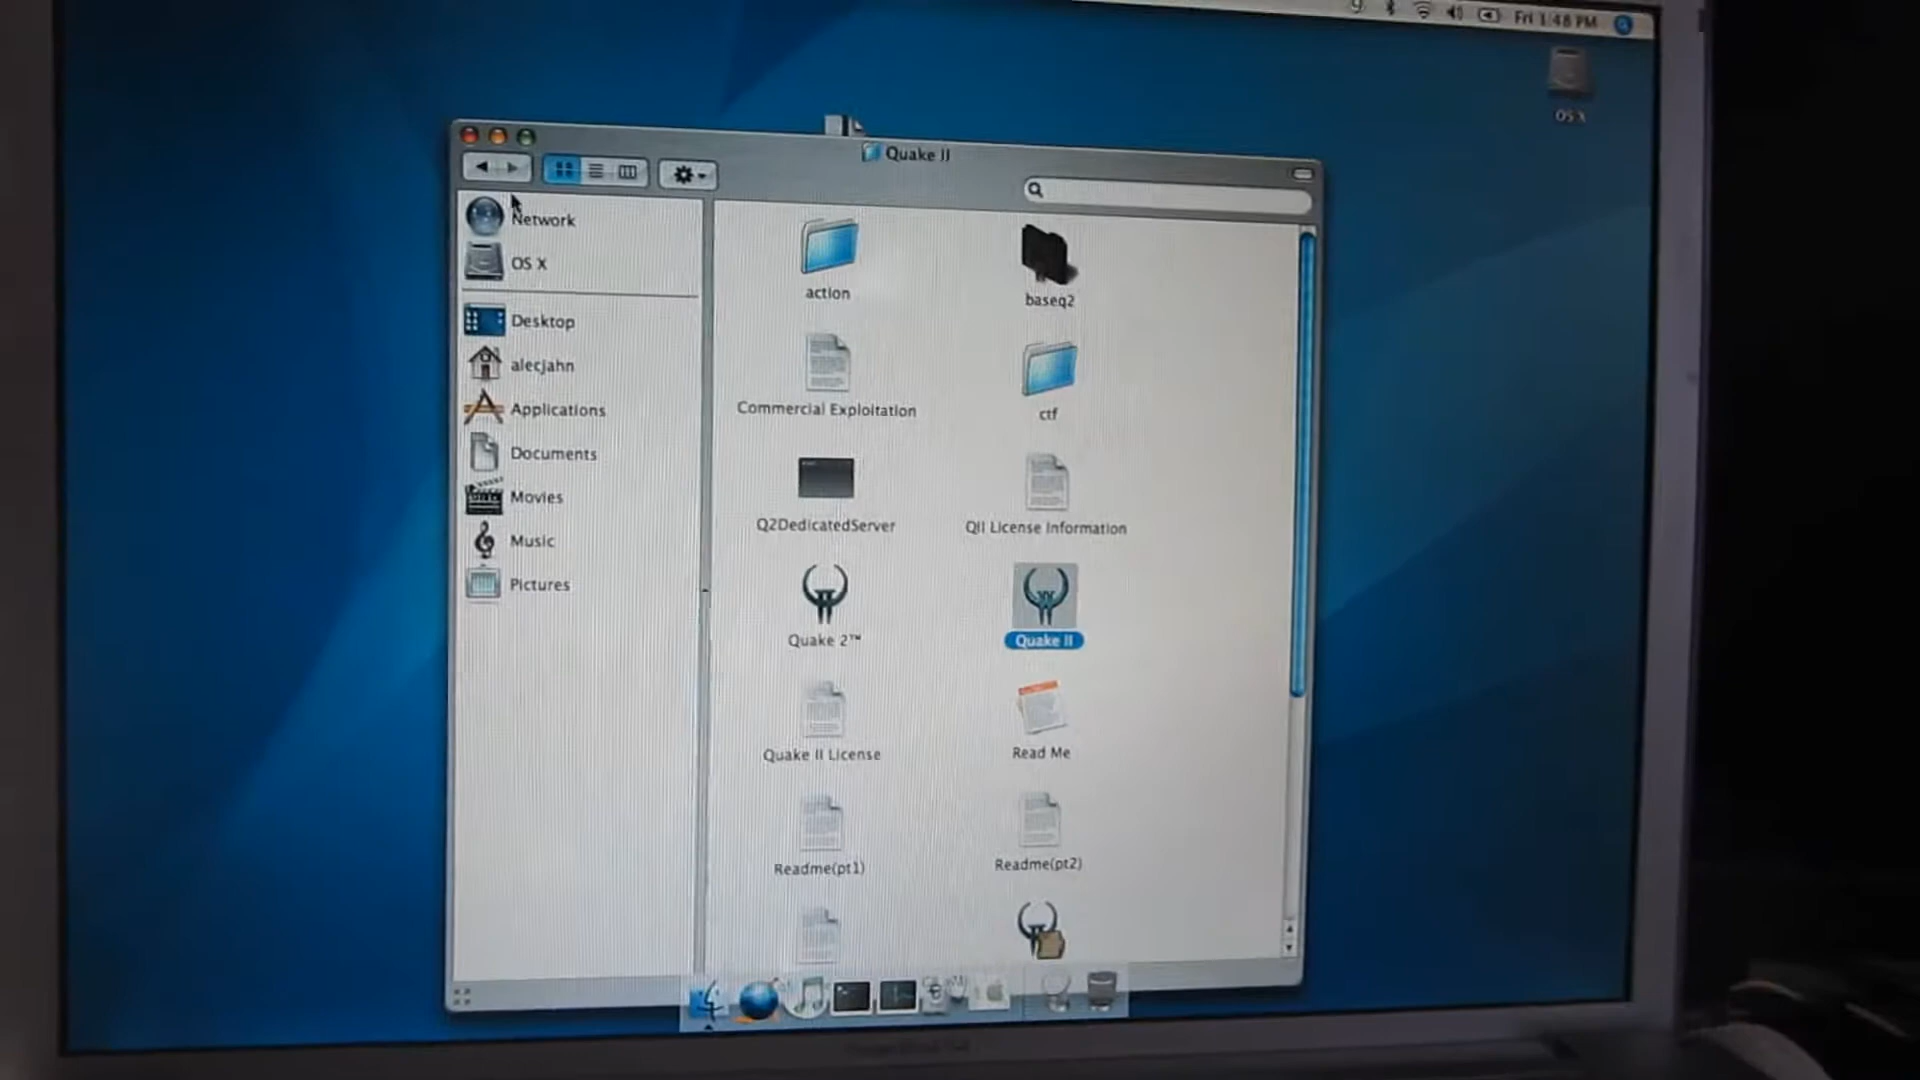 Fri 1:48 PM
OS X
Quake II
Network
OS X
Desktop
alecjahn
Applications
Documents
Movies
Music
Pictures
action
baseq2
Commercial Exploitation
ctf
Q2DedicatedServer
QII License Information
Quake 2™
Quake II
Quake II License
Read Me
Readme(pt1)
Readme(pt2)